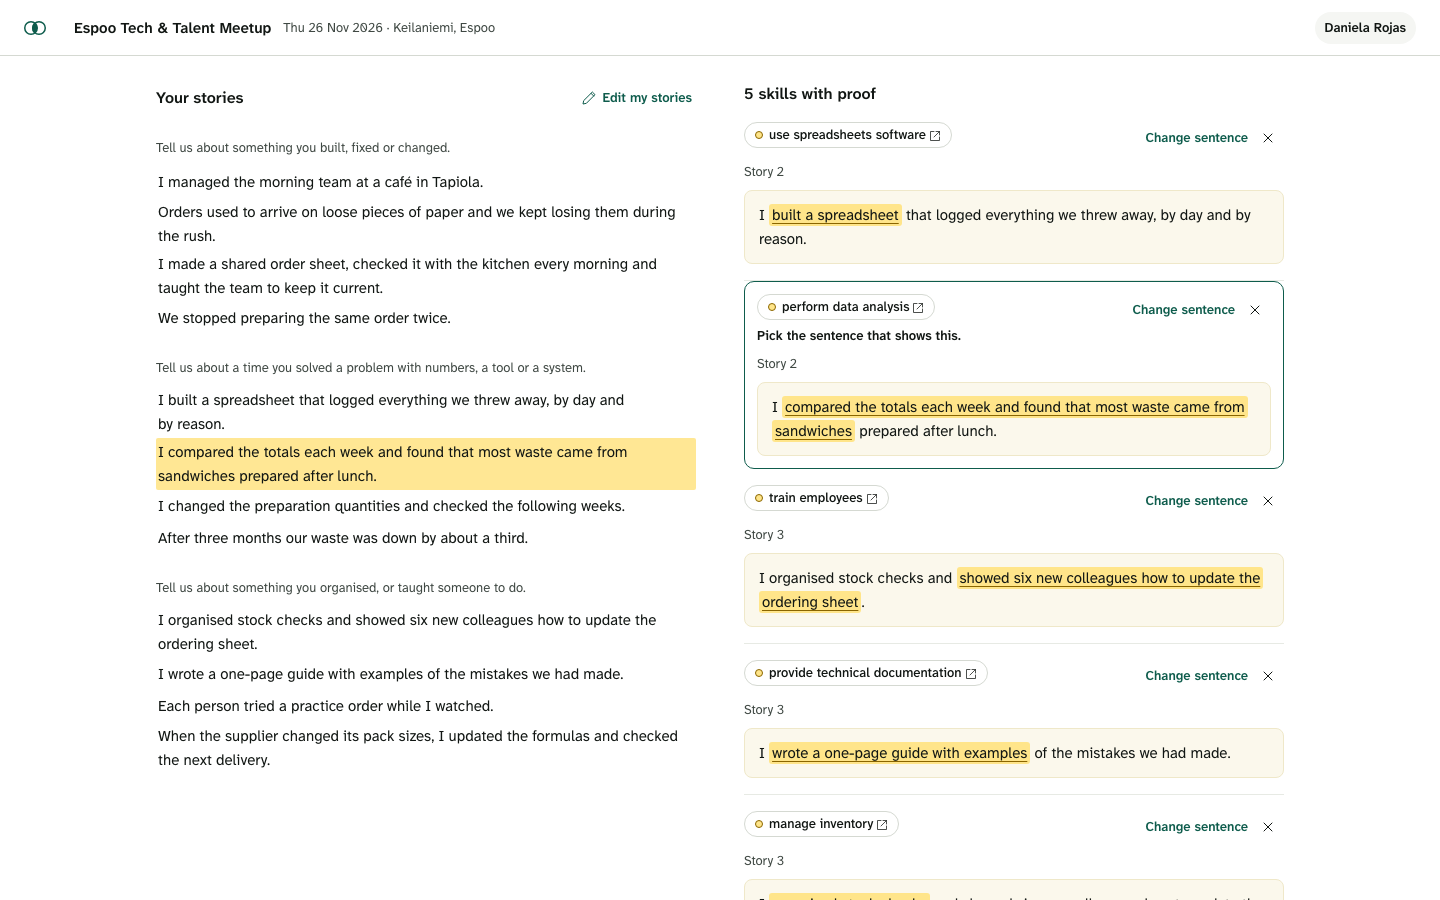 Espoo Tech & Talent Meetup Thu 26 Nov 2026 · Keilaniemi, Espoo
Daniela Rojas
Your stories
Edit my stories
Tell us about something you built, fixed or changed.
I managed the morning team at a café in Tapiola.
Orders used to arrive on loose pieces of paper and we kept losing them during
the rush.
I made a shared order sheet, checked it with the kitchen every morning and
taught the team to keep it current.
We stopped preparing the same order twice.
Tell us about a time you solved a problem with numbers, a tool or a system.
I built a spreadsheet that logged everything we threw away, by day and
by reason.
I compared the totals each week and found that most waste came from
sandwiches prepared after lunch.
I changed the preparation quantities and checked the following weeks.
After three months our waste was down by about a third.
Tell us about something you organised, or taught someone to do.
I organised stock checks and showed six new colleagues how to update the
ordering sheet.
I wrote a one-page guide with examples of the mistakes we had made.
Each person tried a practice order while I watched.
When the supplier changed its pack sizes, I updated the formulas and checked
the next delivery.
5 skills with proof
use spreadsheets software
Change sentence
Story 2
I built a spreadsheet that logged everything we threw away, by day and by
reason.
perform data analysis
Change sentence
Pick the sentence that shows this.
Story 2
I compared the totals each week and found that most waste came from
sandwiches prepared after lunch.
train employees
Change sentence
Story 3
I organised stock checks and showed six new colleagues how to update the
ordering sheet.
provide technical documentation
Change sentence
Story 3
I wrote a one-page guide with examples of the mistakes we had made.
manage inventory
Change sentence
Story 3